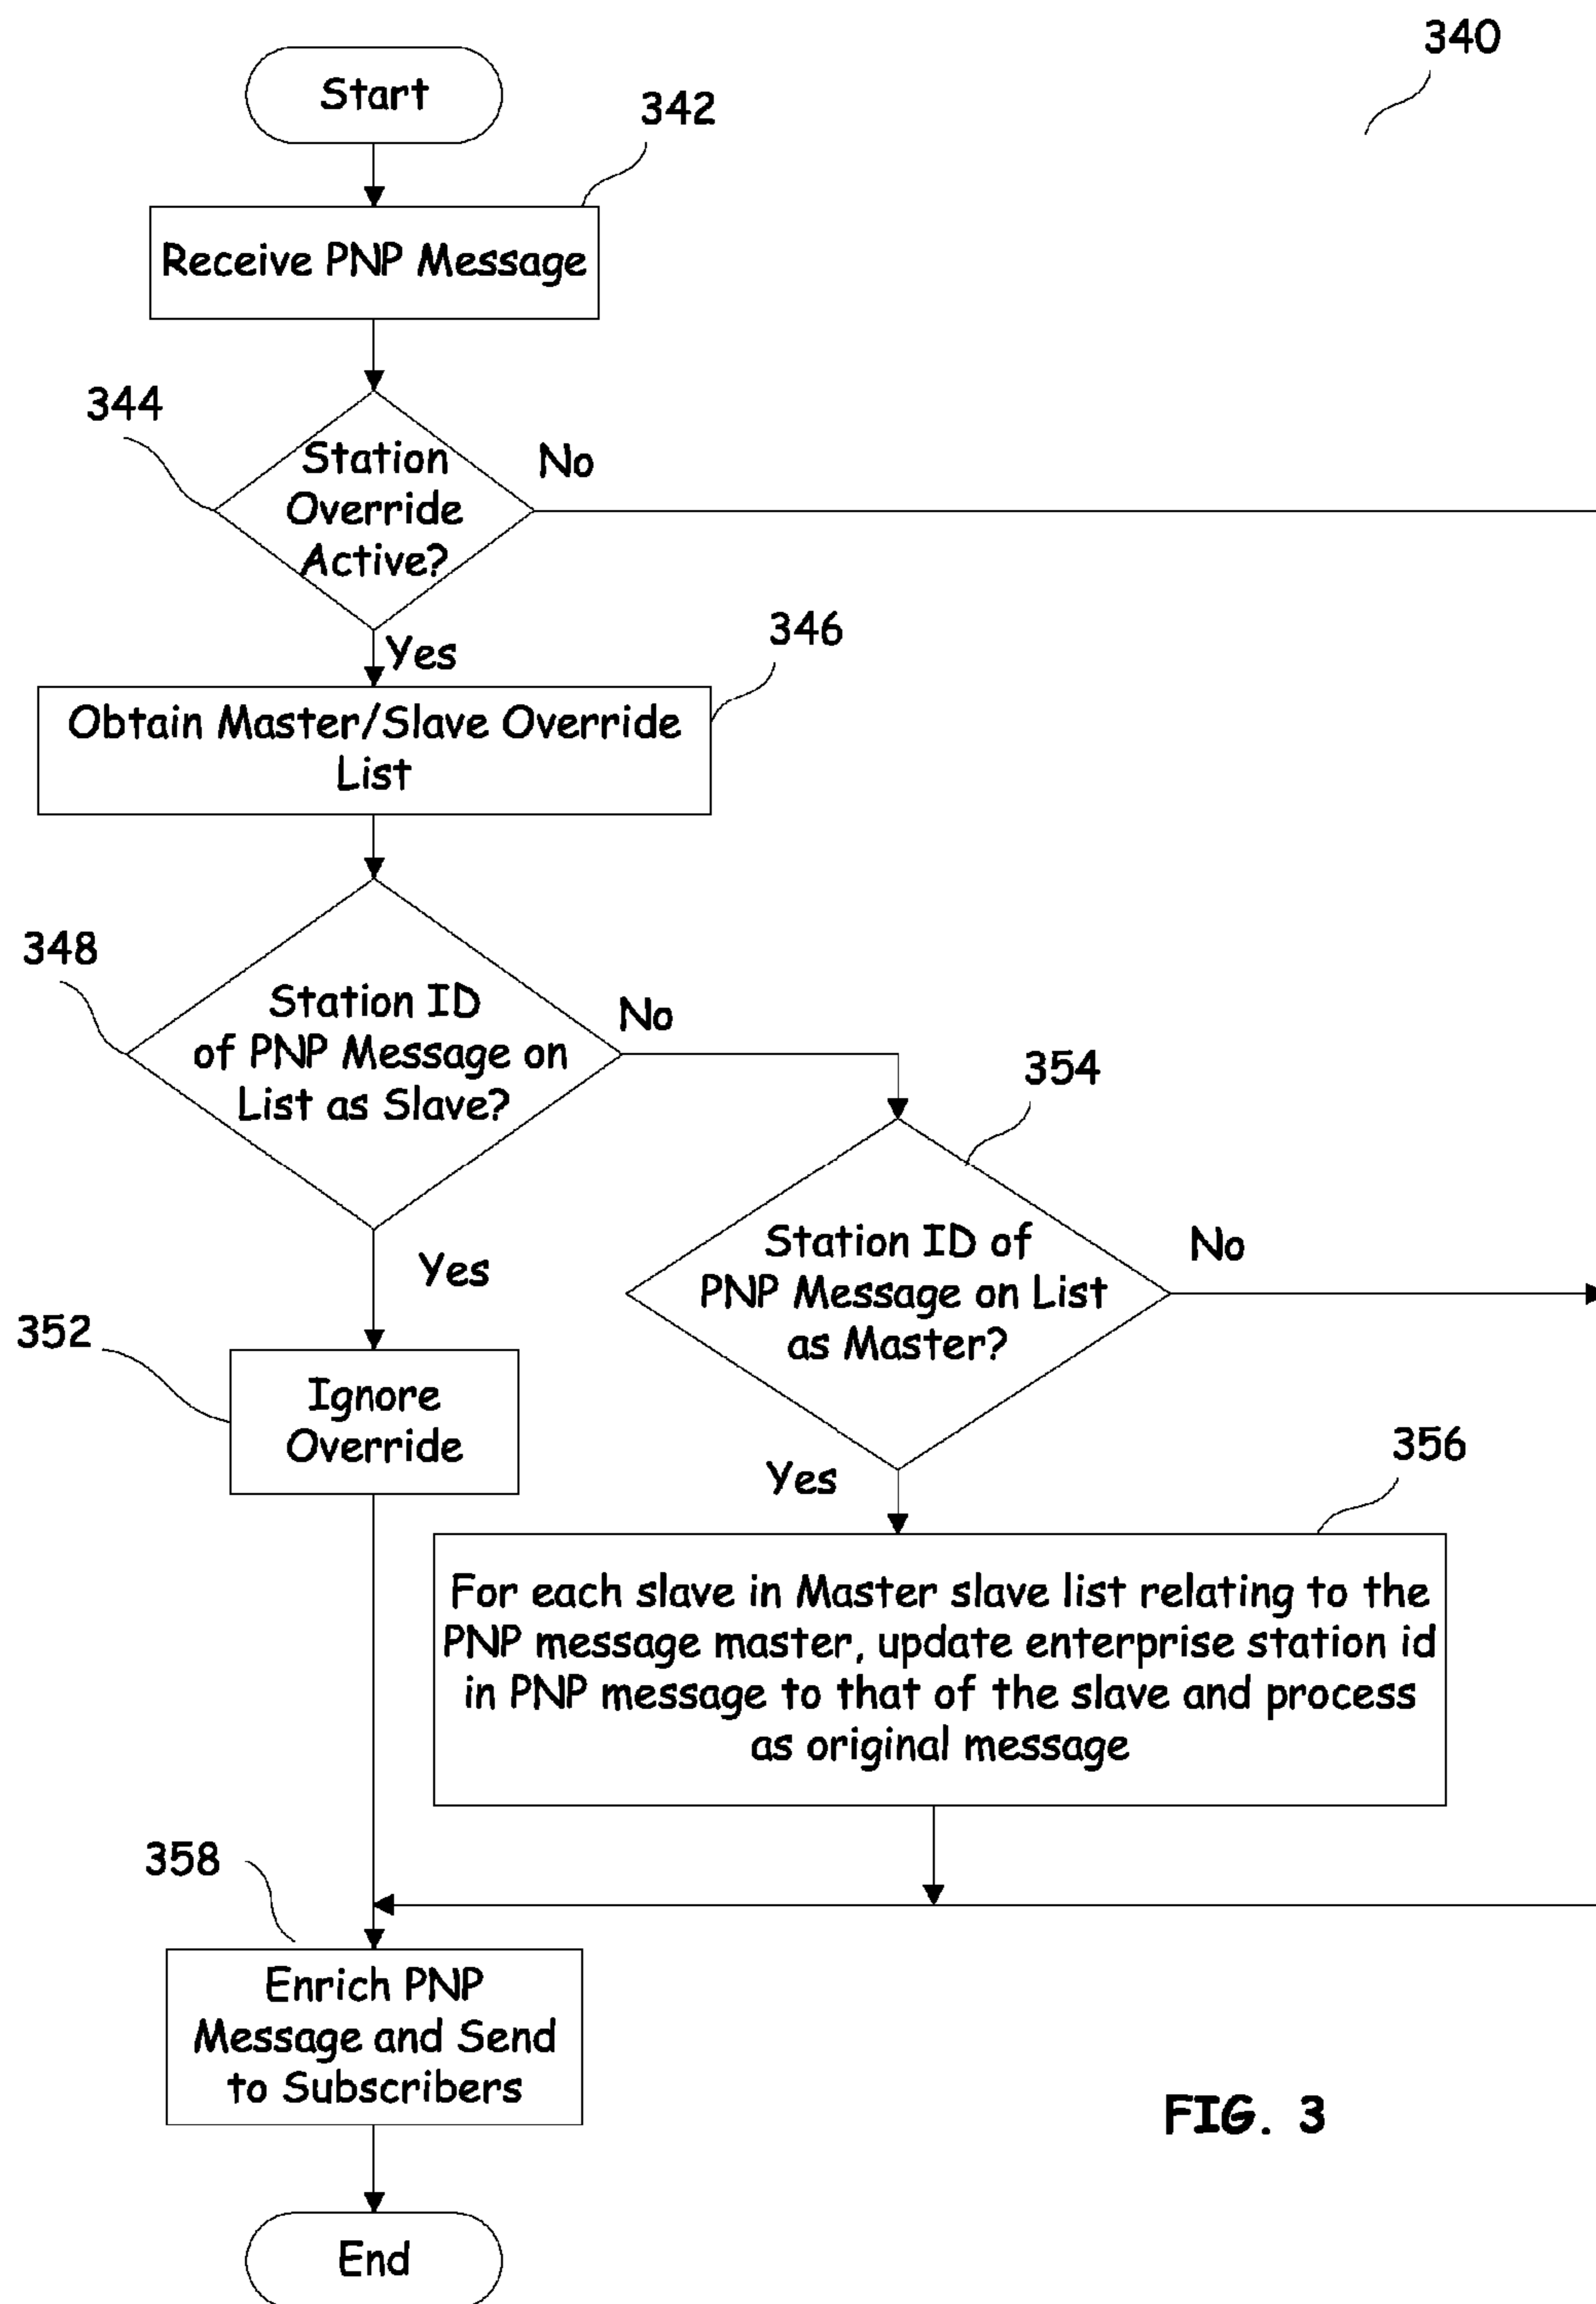 340
Start
342
Receive PNP Message
344
Station
Override
Active?
No
Yes
346
Obtain Master/Slave Override
List
348
Station ID
of PNP Message on
List as Slave?
No
354
Station ID of
PNP Message on List
as Master?
No
Yes
352
Ignore
Override
Yes
356
For each slave in Master slave list relating to the
PNP message master, update enterprise station id
in PNP message to that of the slave and process
as original message
358
Enrich PNP
Message and Send
to Subscribers
FIG. 3
End